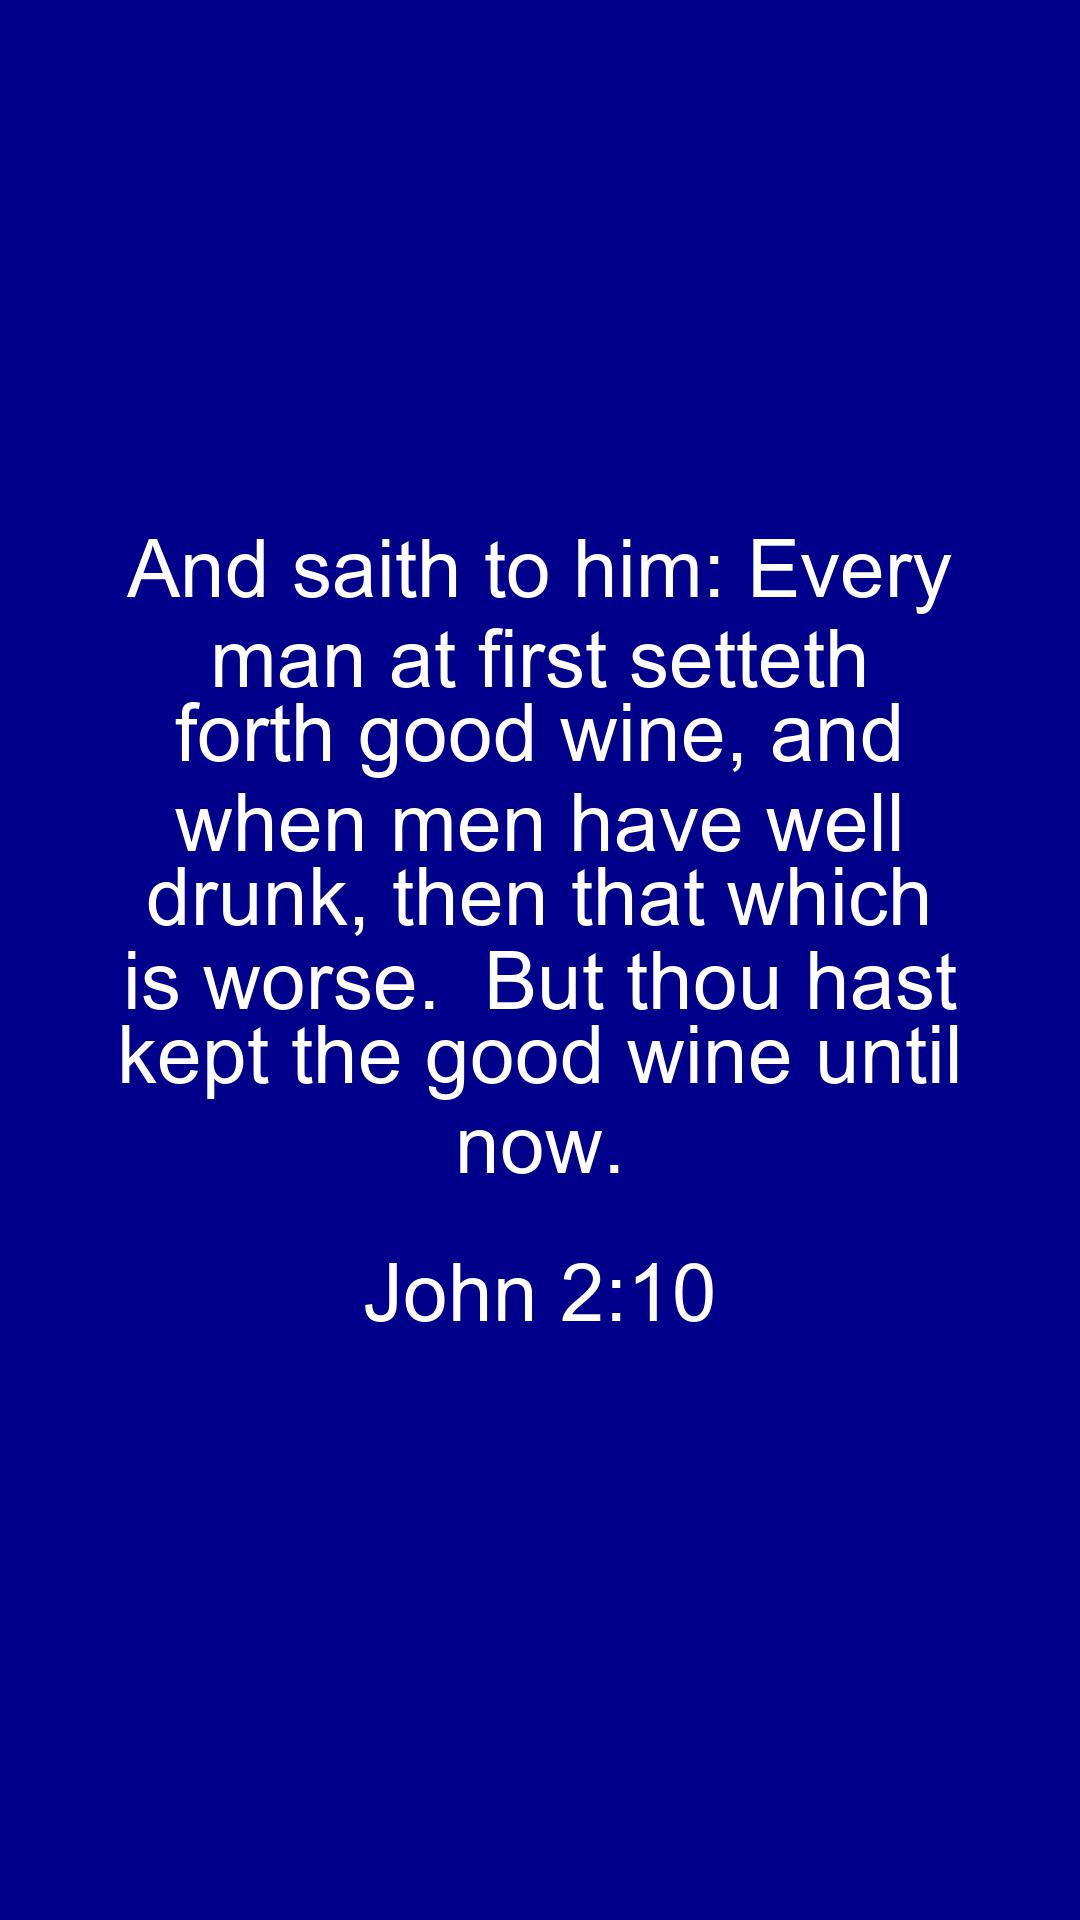 And saith to him: Every
man at first setteth
forth good wine, and
when men have well
drunk, then that which
is worse.  But thou hast
kept the good wine until
now.
John 2:10